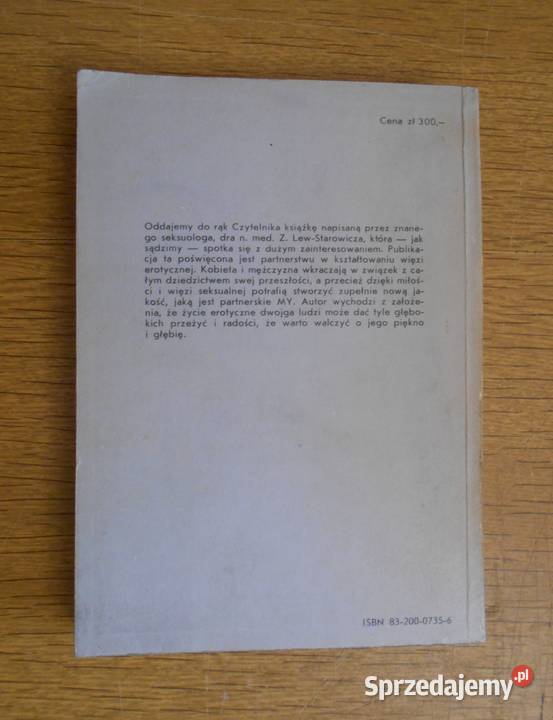 Cena zł 300,—
Oddajemy do rąk Czytelnika książkę napisaną przez znane-
go seksuologa, dra n. med. Z. Lew-Starowicza, która — jak
sądzimy — spotka się z dużym zainteresowaniem. Publika-
cja ta poświęcona jest partnerstwu w kształtowaniu więzi
erotycznej. Kobieta i mężczyzna wkraczają w związek z ca-
łym dziedzictwem swej przeszłości, a przecież dzięki miłoś-
ci i więzi seksualnej potrafią stworzyć zupełnie nową ja-
kość, jaką jest partnerskie MY. Autor wychodzi z założe-
nia, że życie erotyczne dwojga ludzi może dać tyle głębo-
kich przeżyć i radości, że warto walczyć o jego piękno
i głębię.
ISBN 83-200-0735-6
Sprzedajemy.pl